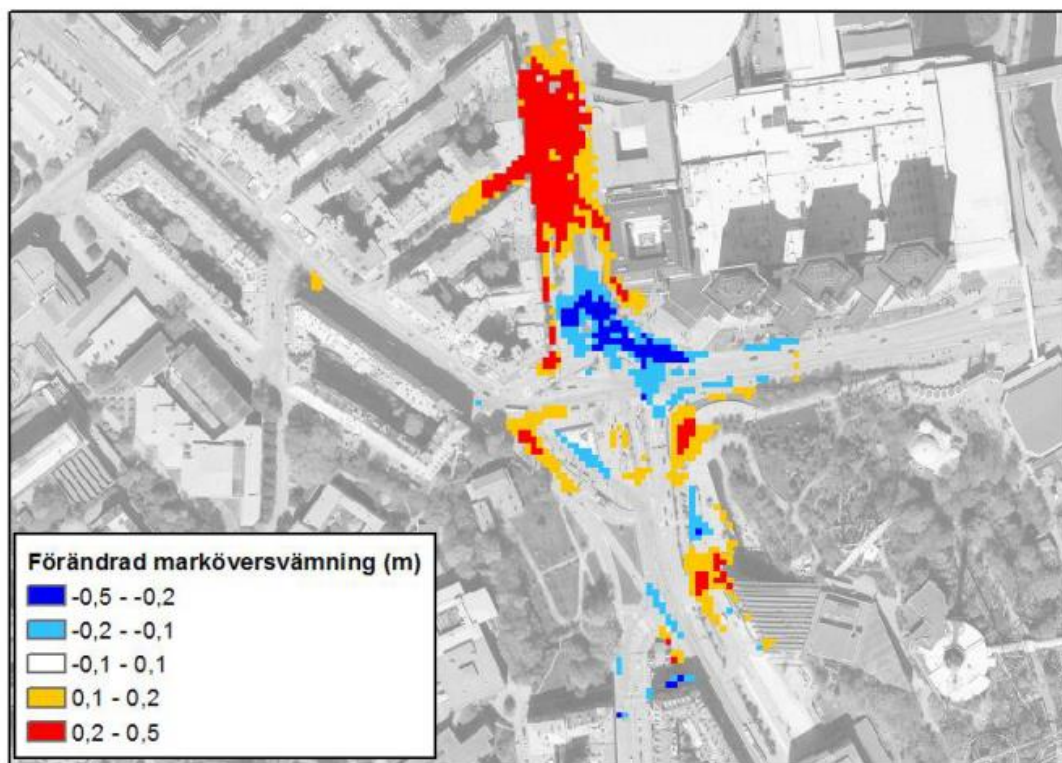 Förändrad marköversvämning (m)
-0,5 - -0,2
-0,2 - -0,1
-0,1 - 0,1
0,1 - 0,2
0,2 - 0,5